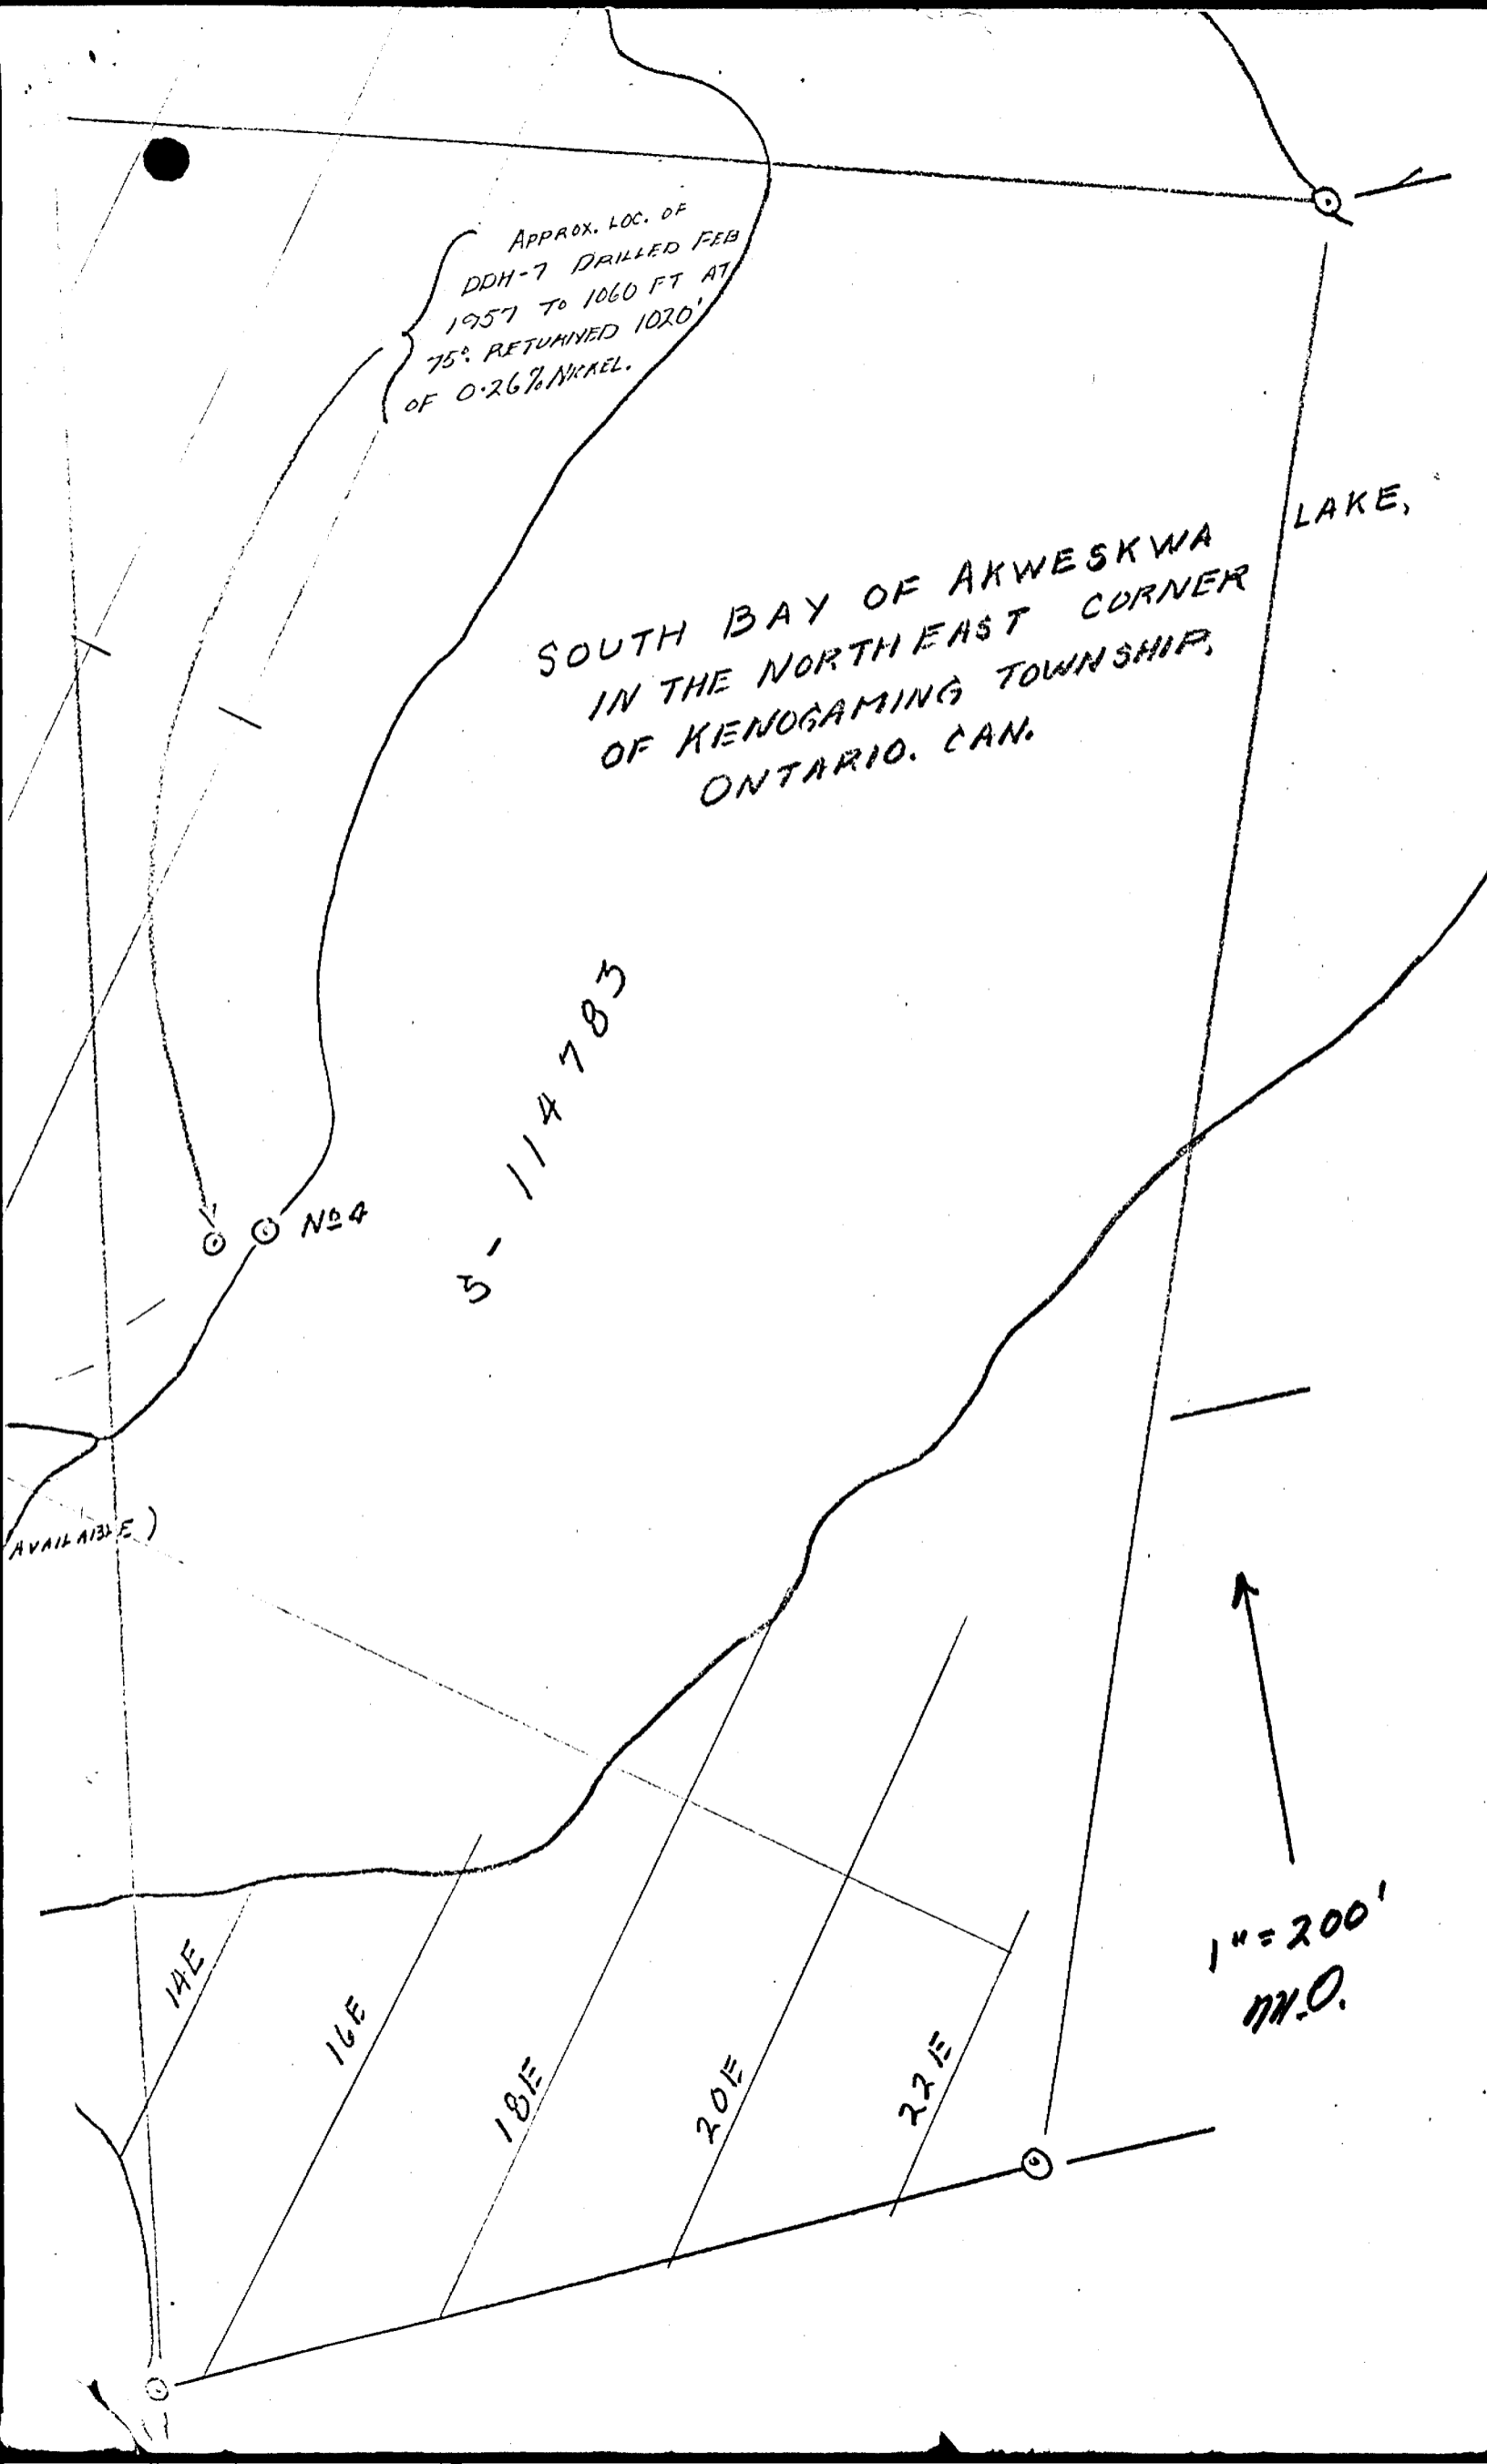 APPROX. LOC. OF
DDH-7 DRILLED FEB
1957 TO 1060 FT AT
75° RETURNED 1020'
OF 0.26% NICKEL.
SOUTH BAY OF AKWESKWA LAKE,
IN THE NORTHEAST CORNER
OF KENOGAMING TOWNSHIP.
ONTARIO. CAN.
5-114783
No 4
AVAILABLE)
14E
16E
18E
20E
22E
1"=200'